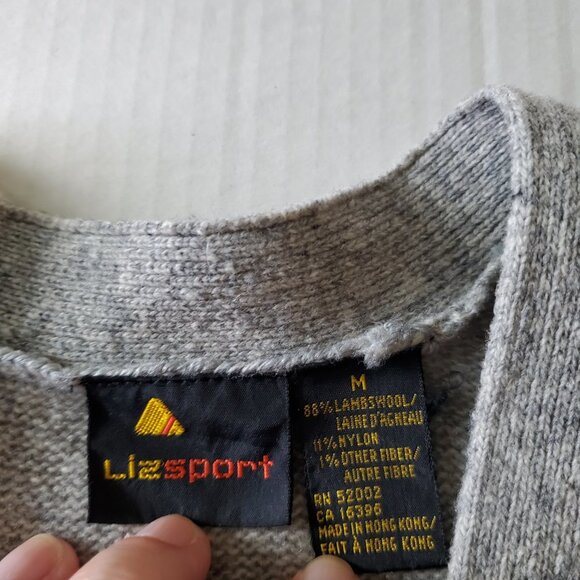 Lizsport
M
88% LAMBSWOOL/
LAINE D'AGNEAU
11% NYLON
1% OTHER FIBER/
AUTRE FIBRE
RN 52002
CA 16396
MADE IN HONG KONG/
FAIT À HONG KONG